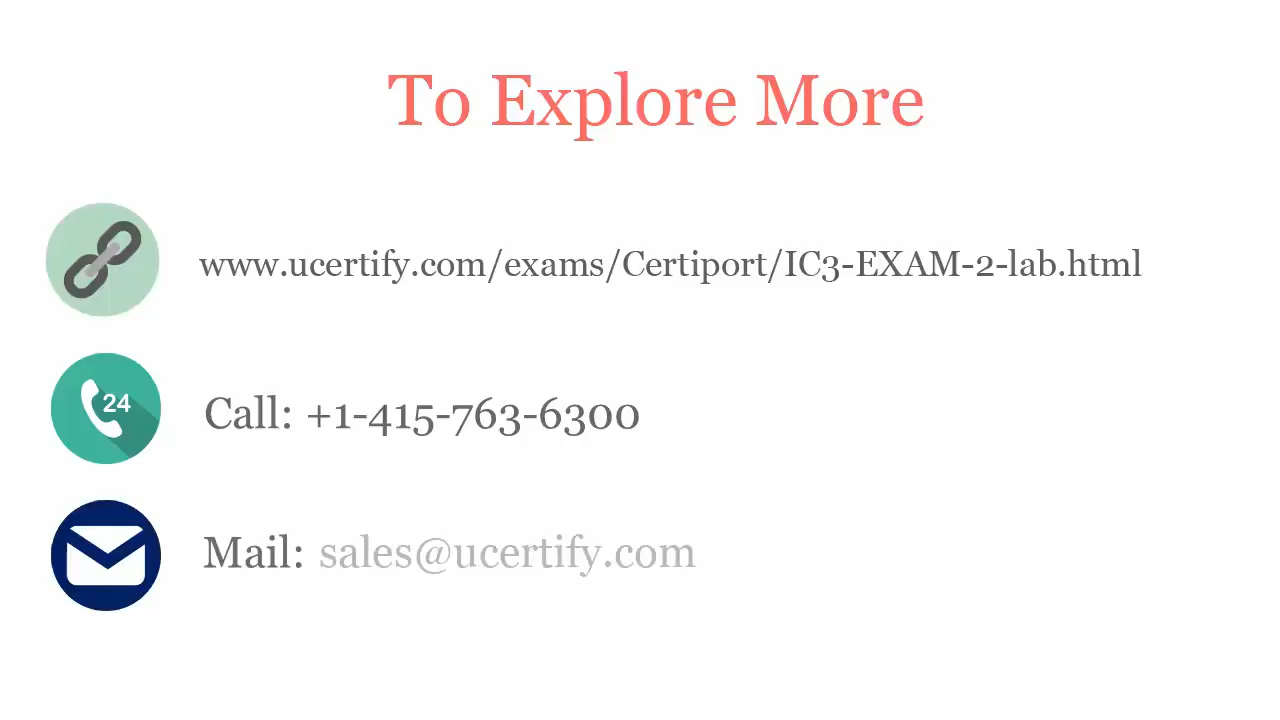 To Explore More
www.ucertify.com/exams/Certiport/IC3-EXAM-2-lab.html
24
Call: +1-415-763-6300
Mail: sales@ucertify.com